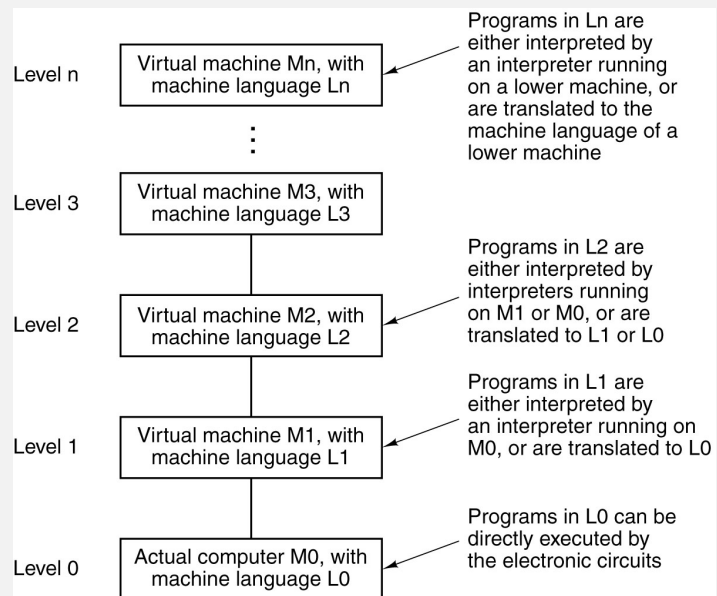 Level n
Virtual machine Mn, with
machine language Ln
Programs in Ln are
either interpreted by
an interpreter running
on a lower machine, or
are translated to the
machine language of a
lower machine
Level 3
Virtual machine M3, with
machine language L3
Level 2
Virtual machine M2, with
machine language L2
Programs in L2 are
either interpreted by
interpreters running
on M1 or M0, or are
translated to L1 or L0
Level 1
Virtual machine M1, with
machine language L1
Programs in L1 are
either interpreted by
an interpreter running on
M0, or are translated to L0
Level 0
Actual computer M0, with
machine language L0
Programs in L0 can be
directly executed by
the electronic circuits